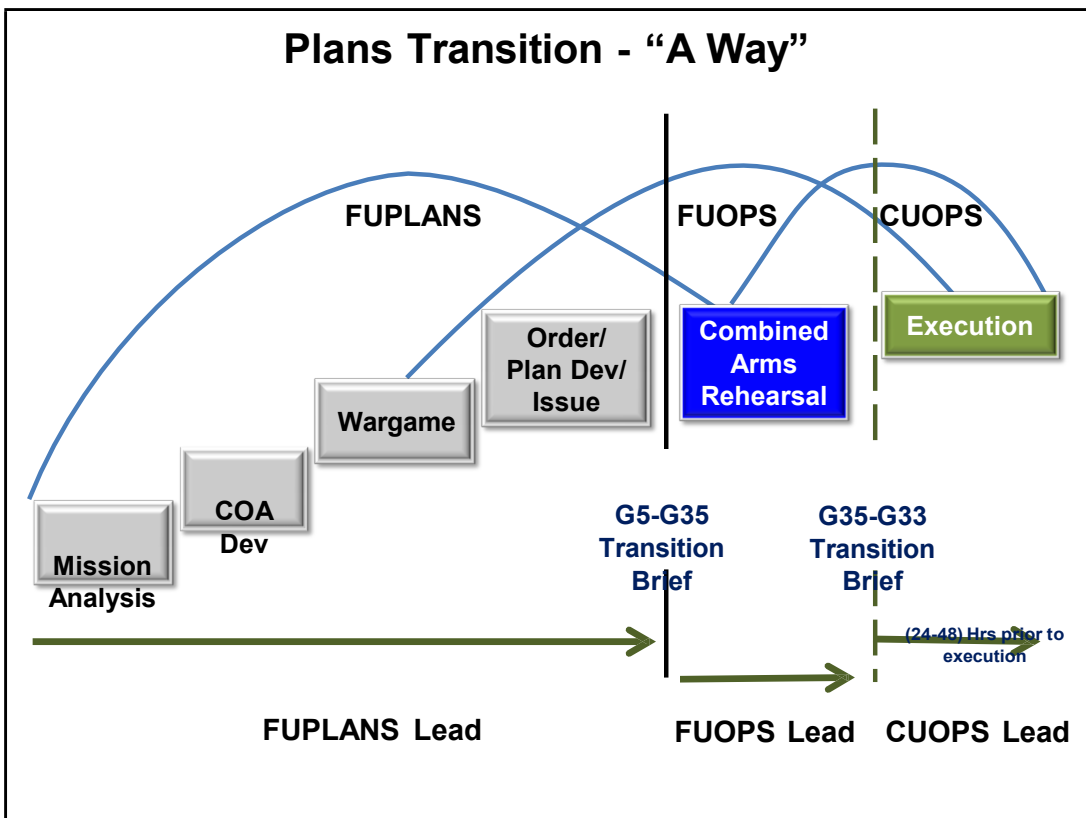 Plans Transition - “A Way”
FUPLANS
FUOPS
CUOPS
Mission
Analysis
COA
Dev
Wargame
Order/
Plan Dev/
Issue
Combined
Arms
Rehearsal
Execution
G5-G35
Transition
Brief
G35-G33
Transition
Brief
(24-48) Hrs prior to
execution
FUPLANS Lead
FUOPS Lead
CUOPS Lead